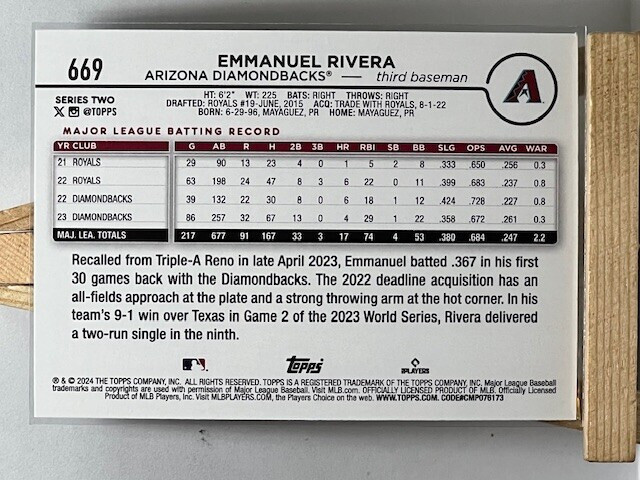 669
EMMANUEL RIVERA
ARIZONA DIAMONDBACKS® — third baseman
A
SERIES TWO
@TOPPS
HT: 6'2" WT: 225 BATS: RIGHT THROWS: RIGHT
DRAFTED: ROYALS #19-JUNE, 2015 ACQ: TRADE WITH ROYALS, 8-1-22
BORN: 6-29-96, MAYAGUEZ, PR HOME: MAYAGUEZ, PR
MAJOR LEAGUE BATTING RECORD
YR CLUB G AB R H 2B 3B HR RBI SB BB SLG OPS AVG WAR
21 ROYALS 29 90 13 23 4 0 1 5 2 8 .333 .650 .256 0.3
22 ROYALS 63 198 24 47 8 3 6 22 0 11 .399 .683 .237 0.8
22 DIAMONDBACKS 39 132 22 30 8 0 6 18 1 12 .424 .728 .227 0.8
23 DIAMONDBACKS 86 257 32 67 13 0 4 29 1 22 .358 .672 .261 0.3
MAJ. LEA. TOTALS 217 677 91 167 33 3 17 74 4 53 .380 .684 .247 2.2
Recalled from Triple-A Reno in late April 2023, Emmanuel batted .367 in his first
30 games back with the Diamondbacks. The 2022 deadline acquisition has an
all-fields approach at the plate and a strong throwing arm at the hot corner. In his
team's 9-1 win over Texas in Game 2 of the 2023 World Series, Rivera delivered
a two-run single in the ninth.
Topps
PLAYERS
® & © 2024 THE TOPPS COMPANY, INC. ALL RIGHTS RESERVED. TOPPS IS A REGISTERED TRADEMARK OF THE TOPPS COMPANY, INC. Major League Baseball
trademarks and copyrights are used with permission of Major League Baseball. Visit MLB.com. OFFICIALLY LICENSED PRODUCT OF MLB. Officially Licensed
Product of MLB Players, Inc. Visit MLBPLAYERS.COM, the Players Choice on the web. WWW.TOPPS.COM. CODE#CMP076173